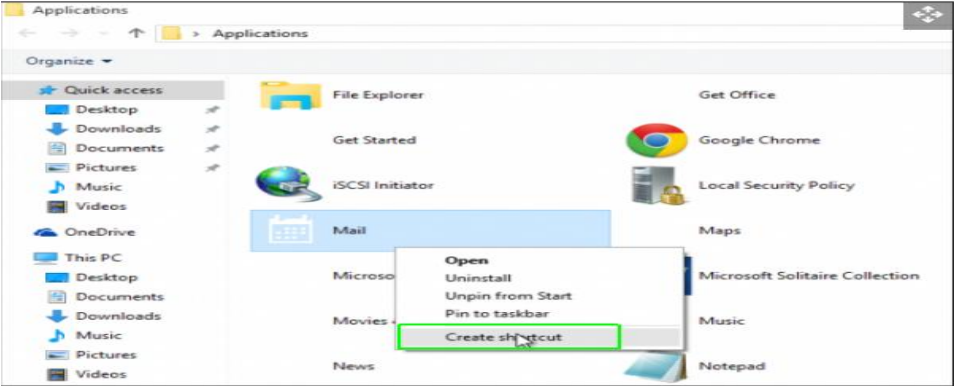 Applications
Applications
Organize
Quick access
Desktop
Downloads
Documents
Pictures
Music
Videos
OneDrive
This PC
Desktop
Documents
Downloads
Music
Pictures
Videos
File Explorer
Get Office
Get Started
Google Chrome
iSCSI Initiator
Local Security Policy
Mail
Maps
Microso
Microsoft Solitaire Collection
Movies
Music
News
Notepad
Open
Uninstall
Unpin from Start
Pin to taskbar
Create shortcut